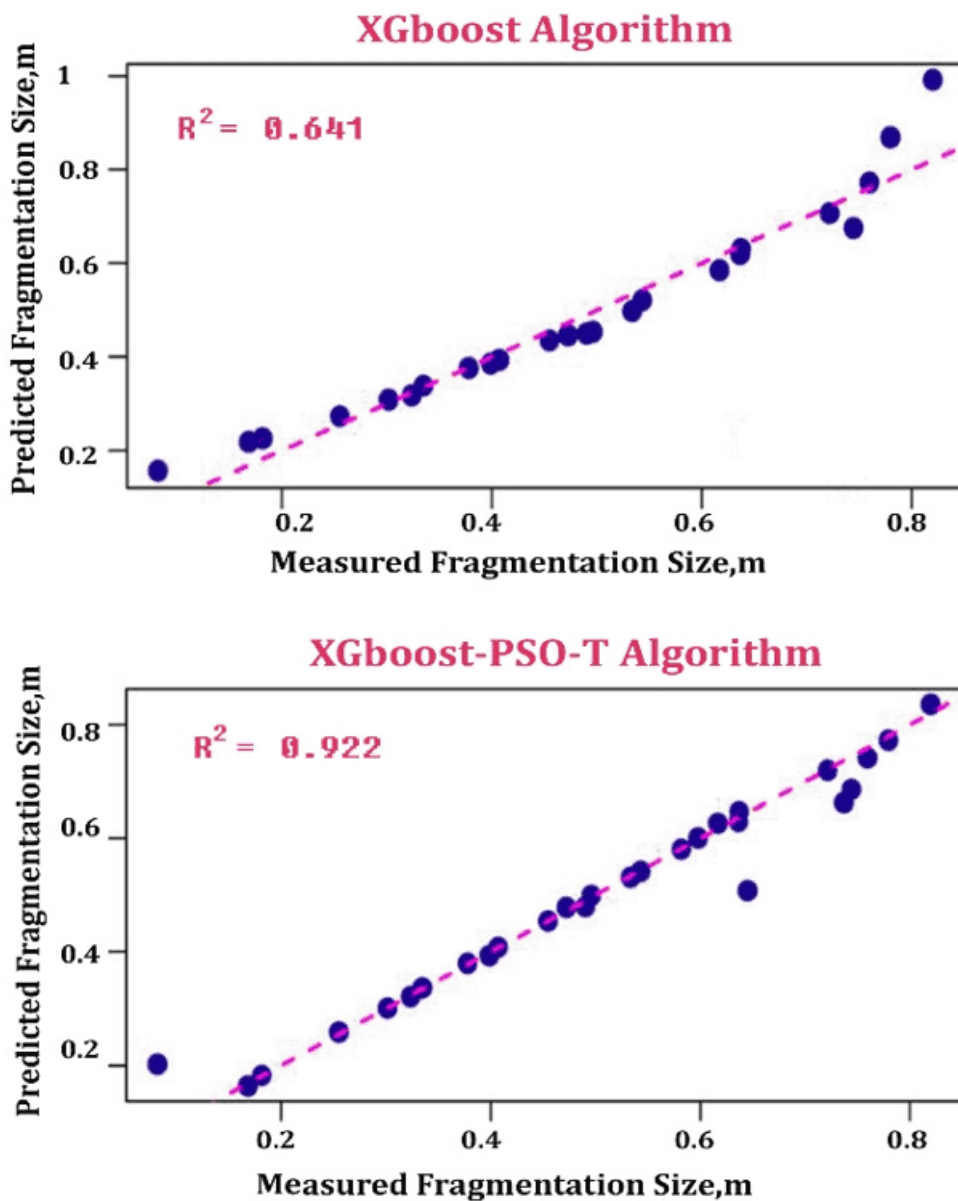 XGboost Algorithm
R2= 0.641
Predicted Fragmentation Size,m
1
0.8
0.6
0.4
0.2
0.2 0.4 0.6 0.8
Measured Fragmentation Size,m
XGboost-PSO-T Algorithm
R2= 0.922
Predicted Fragmentation Size,m
0.8
0.6
0.4
0.2
0.2 0.4 0.6 0.8
Measured Fragmentation Size,m